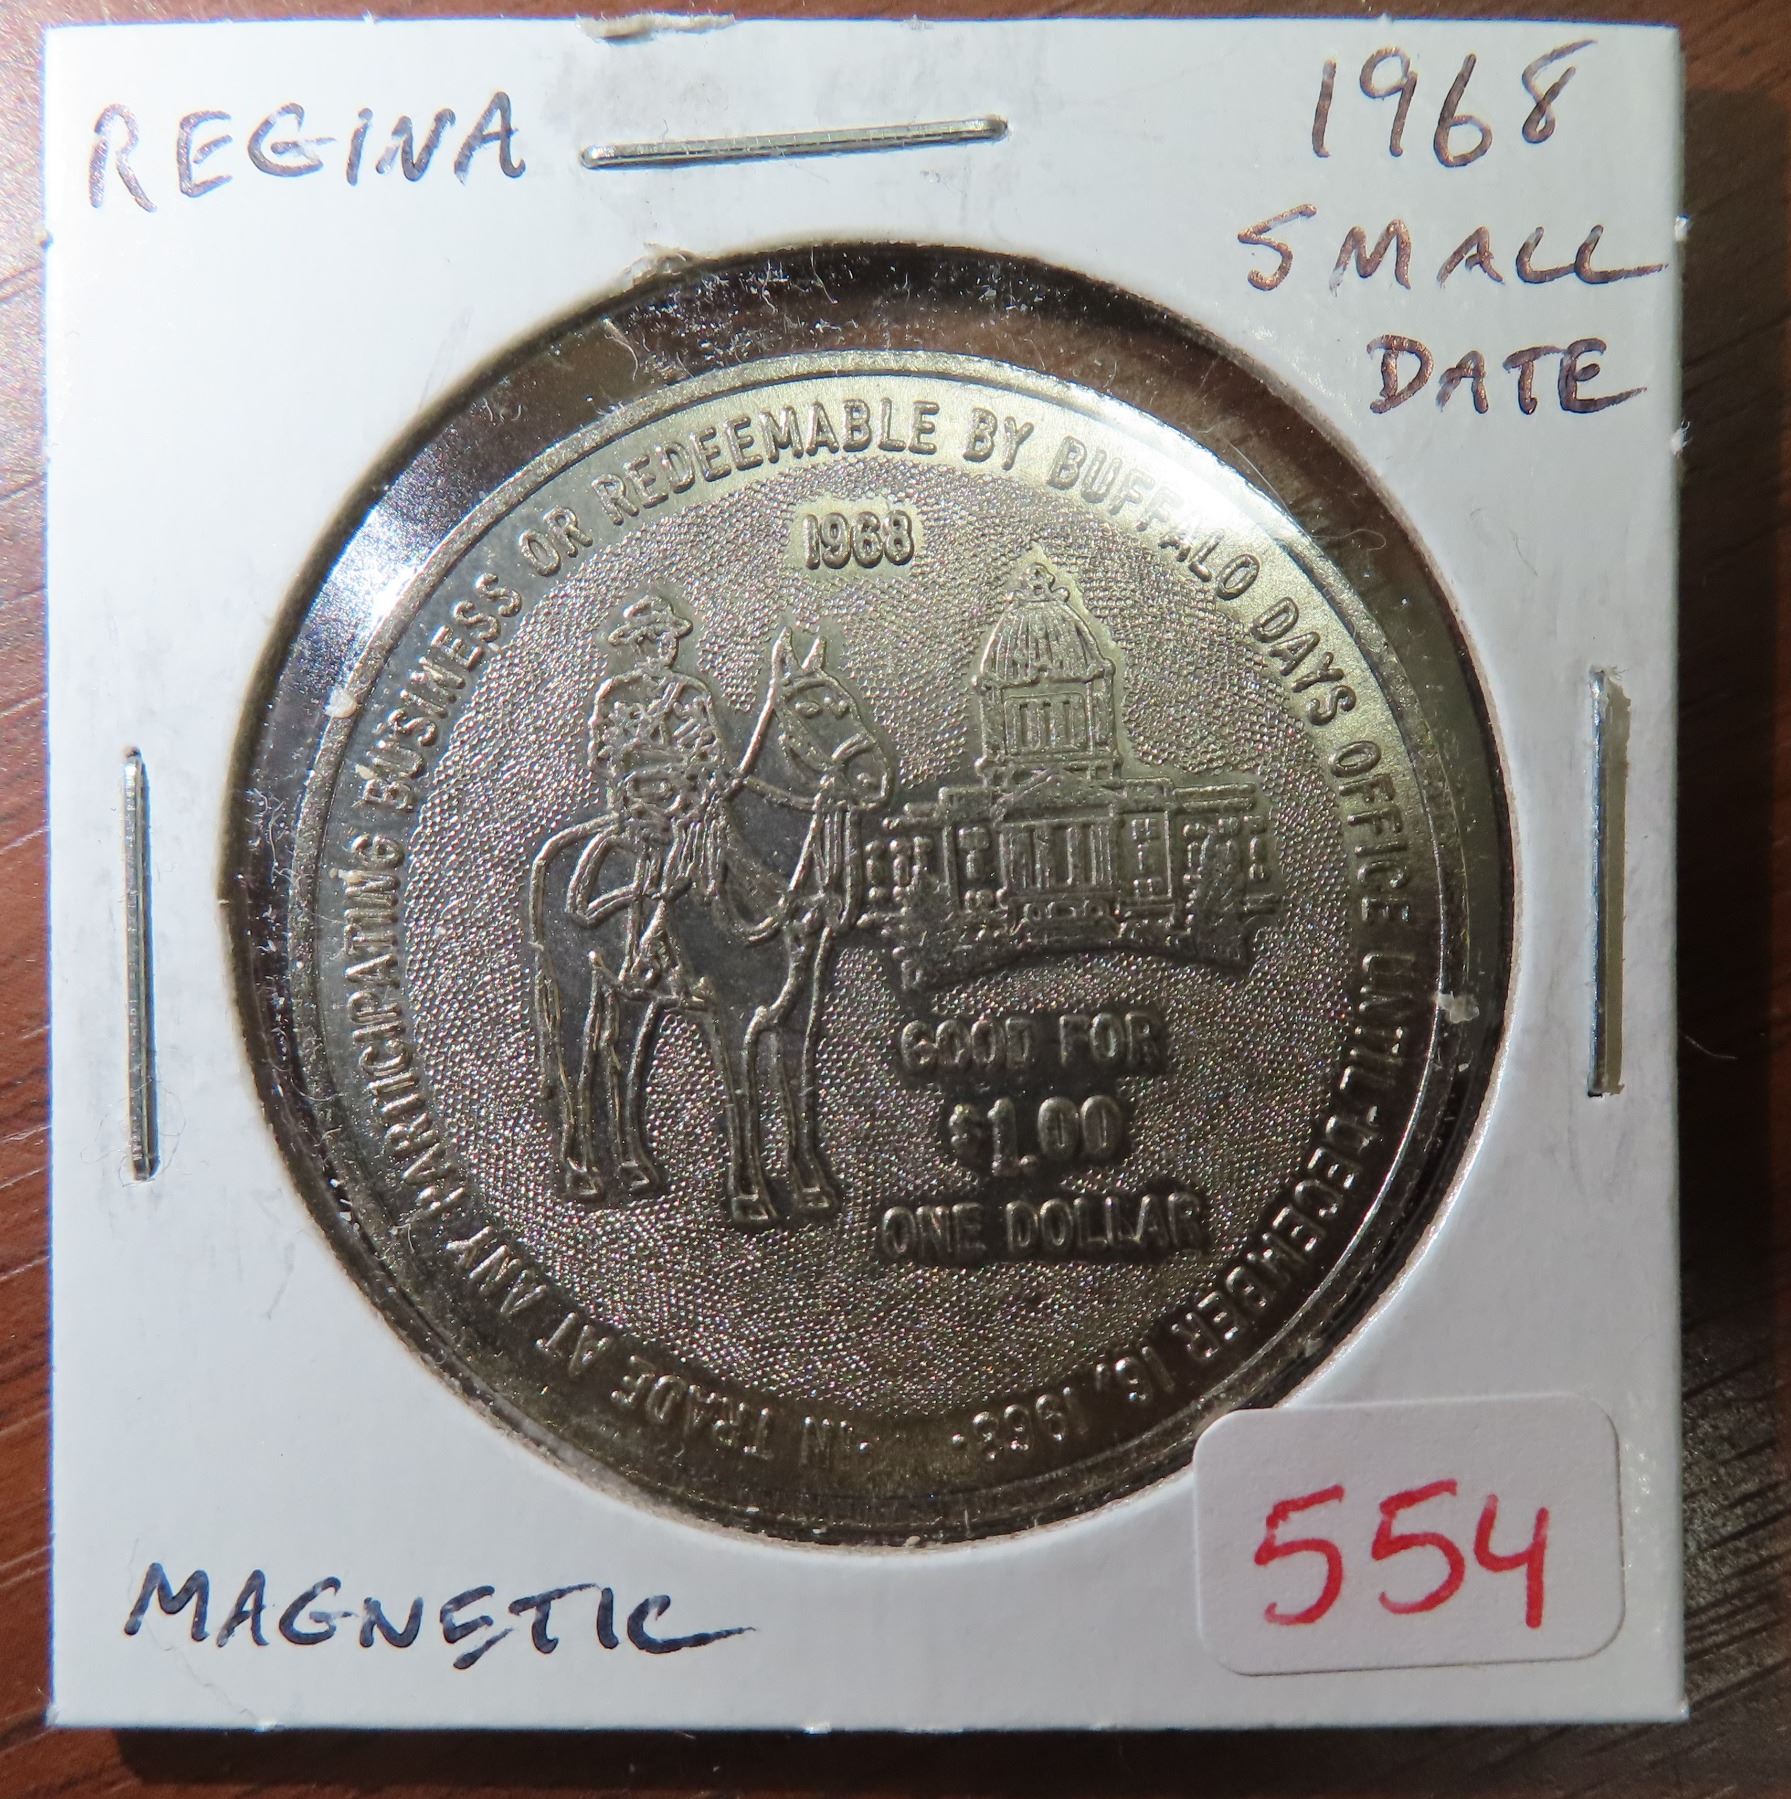 REGINA
1968
SMALL
DATE
IN TRADE AT ANY PARTICIPATING BUSINESS OR REDEEMABLE BY BUFFALO DAYS OFFICE UNTIL DECEMBER 16, 1968
1968
GOOD FOR
$1.00
ONE DOLLAR
MAGNETIC
554